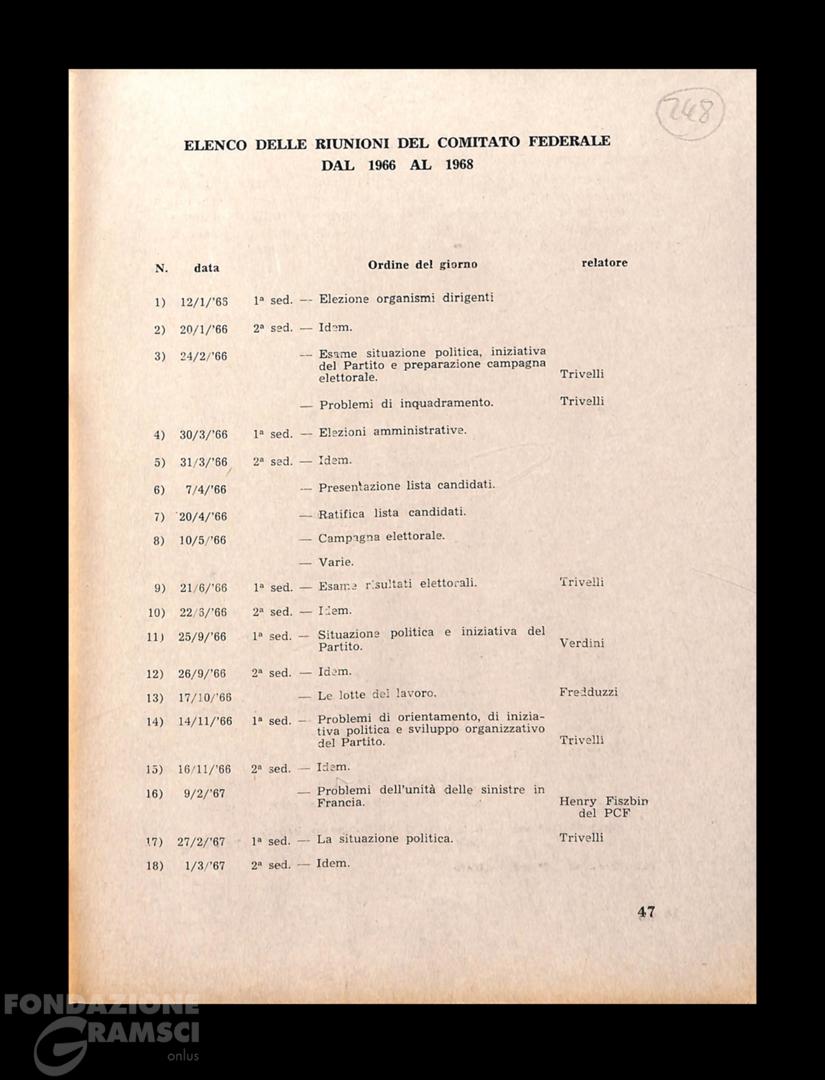 248
ELENCO DELLE RIUNIONI DEL COMITATO FEDERALE
DAL 1966 AL 1968
N. data Ordine del giorno relatore
1) 12/1/'66 1ª sed. — Elezione organismi dirigenti
2) 20/1/'66 2ª sed. — Idem.
3) 24/2/'66 — Esame situazione politica, iniziativa
del Partito e preparazione campagna
elettorale. Trivelli
— Problemi di inquadramento. Trivelli
4) 30/3/'66 1ª sed. — Elezioni amministrative.
5) 31/3/'66 2ª sed. — Idem.
6) 7/4/'66 — Presentazione lista candidati.
7) 20/4/'66 — Ratifica lista candidati.
8) 10/5/'66 — Campagna elettorale.
— Varie.
9) 21/6/'66 1ª sed. — Esame risultati elettorali. Trivelli
10) 22/6/'66 2ª sed. — Idem.
11) 25/9/'66 1ª sed. — Situazione politica e iniziativa del
Partito. Verdini
12) 26/9/'66 2ª sed. — Idem.
13) 17/10/'66 — Le lotte del lavoro. Fredduzzi
14) 14/11/'66 1ª sed. — Problemi di orientamento, di inizia-
tiva politica e sviluppo organizzativo
del Partito. Trivelli
15) 16/11/'66 2ª sed. — Idem.
16) 9/2/'67 — Problemi dell'unità delle sinistre in
Francia. Henry Fiszbin
del PCF
17) 27/2/'67 1ª sed. — La situazione politica. Trivelli
18) 1/3/'67 2ª sed. — Idem.
47
FONDAZIONE
GRAMSCI
onlus